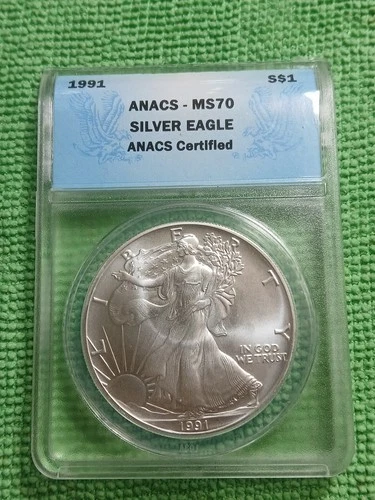 1991 S$1
ANACS - MS70
SILVER EAGLE
ANACS Certified
LIBERTY
IN GOD
WE TRUST
1991